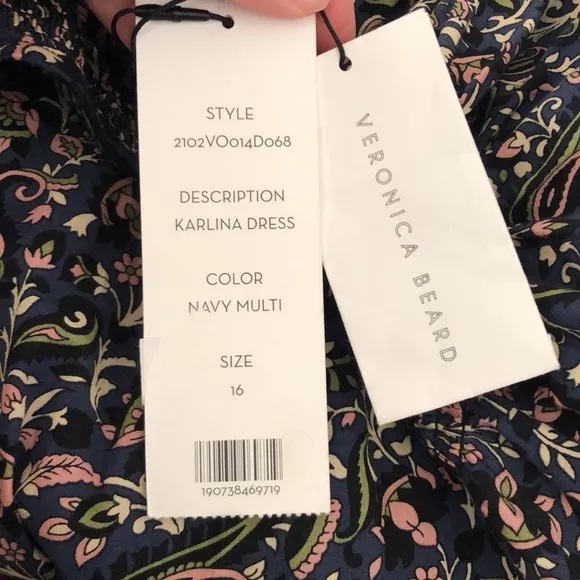 STYLE
2102VO014D068
DESCRIPTION
KARLINA DRESS
COLOR
NAVY MULTI
SIZE
16
190738469719
VERONICA BEARD